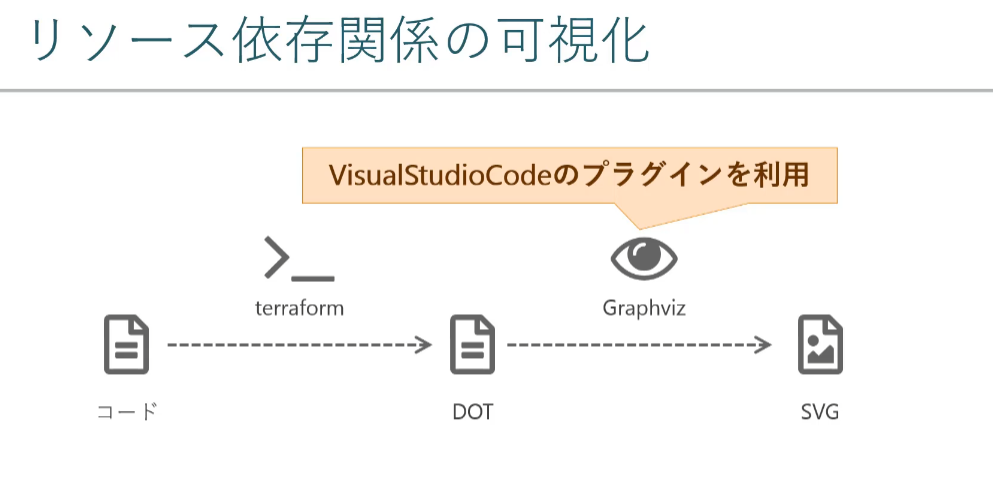 リソース依存関係の可視化
VisualStudioCodeのプラグインを利用
terraform
Graphviz
コード
DOT
SVG